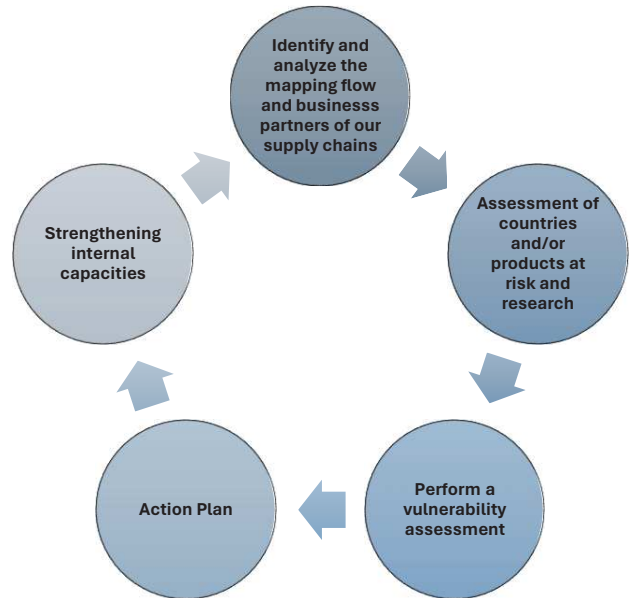 Identify and
analyze the
mapping flow
and businesss
partners of our
supply chains
Assessment of
countries
and/or
products at
risk and
research
Perform a
vulnerability
assessment
Action Plan
Strengthening
internal
capacities